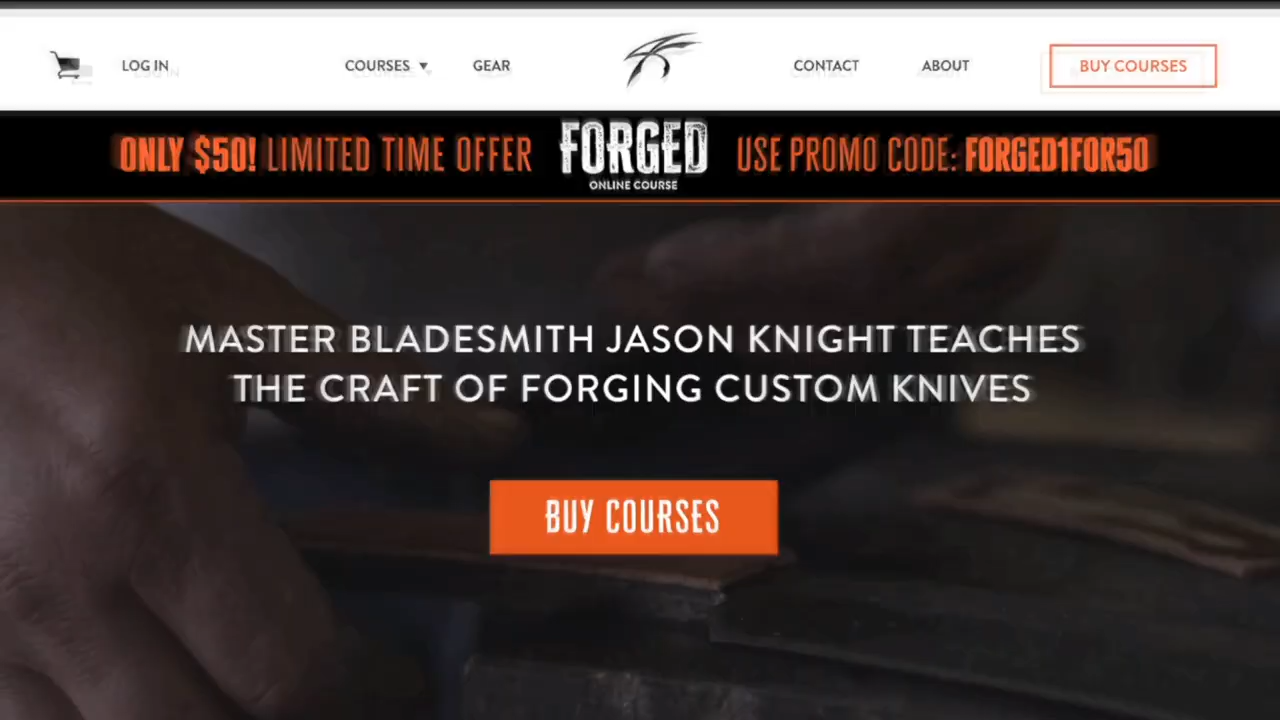 LOG IN COURSES ▼ GEAR CONTACT ABOUT BUY COURSES
ONLY $50! LIMITED TIME OFFER FORGED USE PROMO CODE: FORGED1FOR50
ONLINE COURSE
MASTER BLADESMITH JASON KNIGHT TEACHES
THE CRAFT OF FORGING CUSTOM KNIVES
BUY COURSES